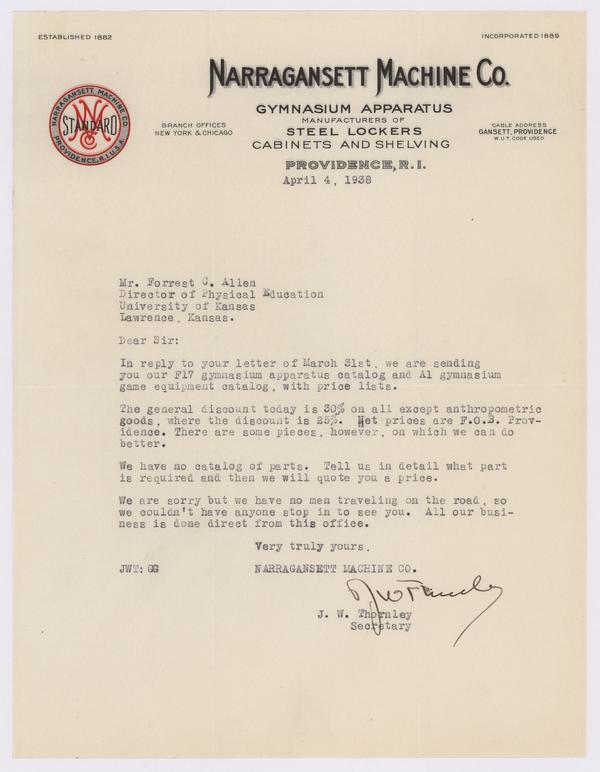 ESTABLISHED 1882
INCORPORATED 1889
NARRAGANSETT MACHINE CO.
GYMNASIUM APPARATUS
MANUFACTURERS OF
STEEL LOCKERS
CABINETS AND SHELVING
PROVIDENCE, R.I.
NARRAGANSETT MACHINE CO.
STANDARD
PROVIDENCE, R.I. U.S.A.
BRANCH OFFICES
NEW YORK & CHICAGO
CABLE ADDRESS
GANSETT, PROVIDENCE
W.U.T. CODE USED
April 4, 1938
Mr. Forrest C. Allen
Director of Physical Education
University of Kansas
Lawrence, Kansas.
Dear Sir:
In reply to your letter of March 31st, we are sending
you our F17 gymnasium apparatus catalog and A1 gymnasium
game equipment catalog, with price lists.
The general discount today is 30% on all except anthropometric
goods, where the discount is 25%. Net prices are F.O.B. Prov-
idence. There are some pieces, however, on which we can do
better.
We have no catalog of parts. Tell us in detail what part
is required and then we will quote you a price.
We are sorry but we have no men traveling on the road, so
we couldn't have anyone stop in to see you. All our busi-
ness is done direct from this office.
Very truly yours,
JWT:GG NARRAGANSETT MACHINE CO.
J. W. Thornley
J. W. Thornley
Secretary